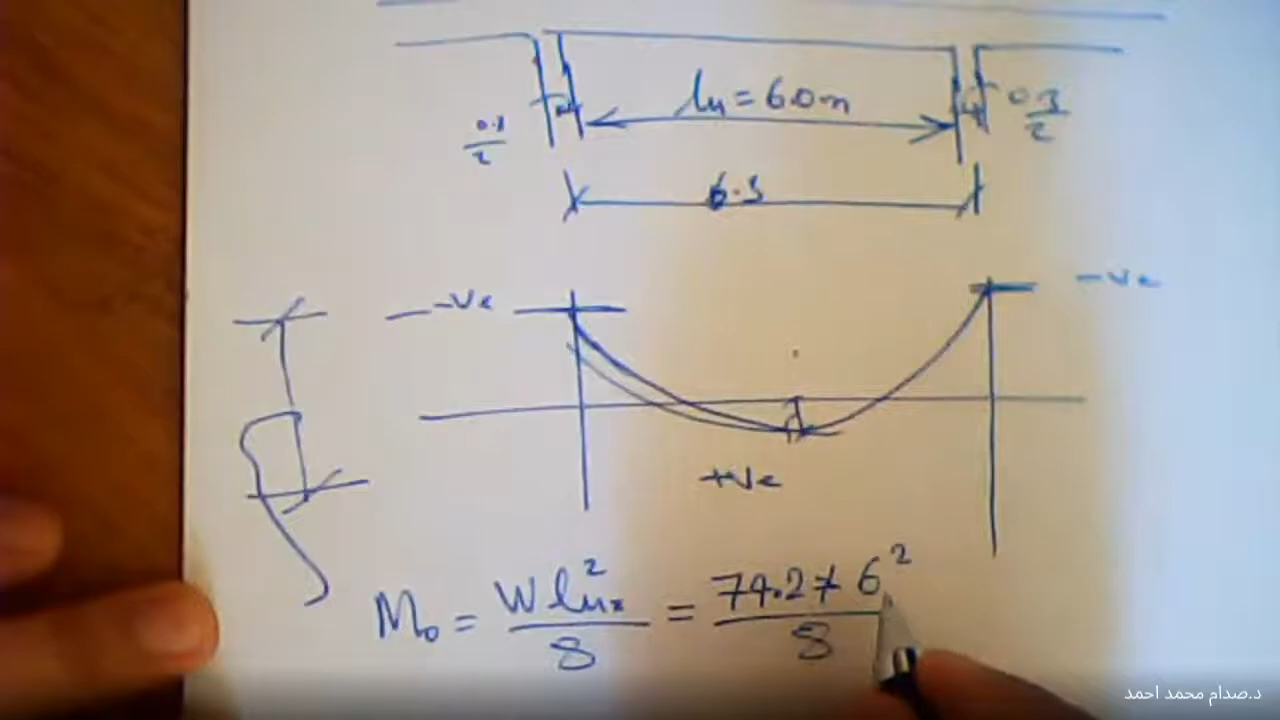 ln = 6.0m
0.3/2
0.3/2
6.3
-ve
-ve
+ve
M₀ = W ln²/8 = 74.2 * 6²/8
د.صدام محمد احمد